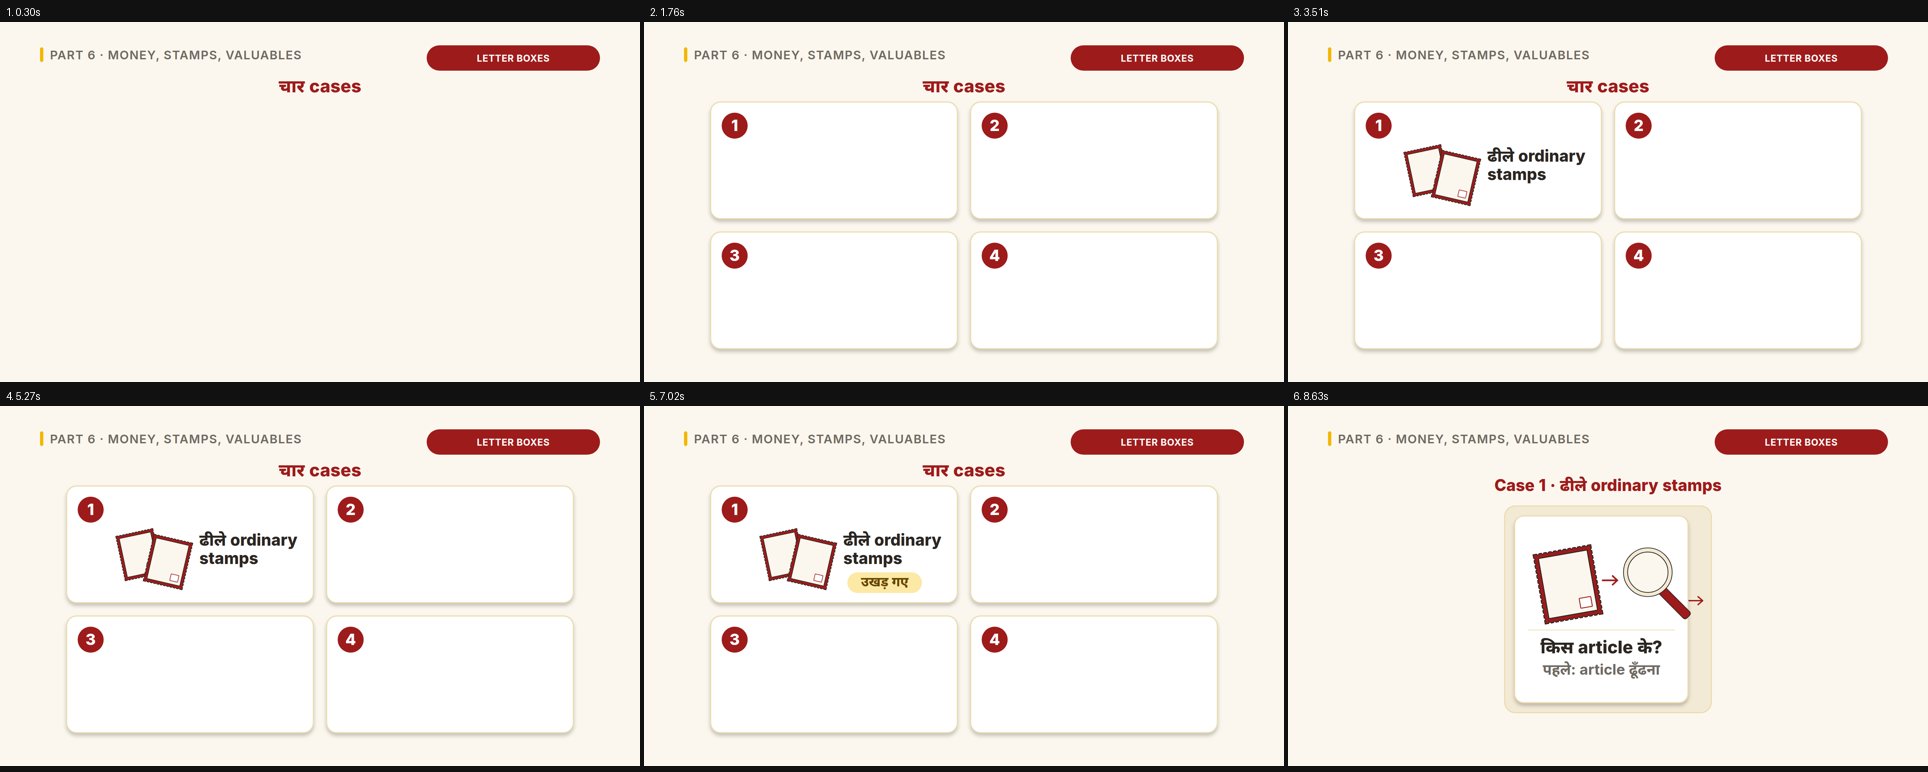 1. 0.30s
PART 6 · MONEY, STAMPS, VALUABLES
LETTER BOXES
चार cases
2. 1.76s
PART 6 · MONEY, STAMPS, VALUABLES
LETTER BOXES
चार cases
1
2
3
4
3. 3.51s
PART 6 · MONEY, STAMPS, VALUABLES
LETTER BOXES
चार cases
1
ढीले ordinary
stamps
2
3
4
4. 5.27s
PART 6 · MONEY, STAMPS, VALUABLES
LETTER BOXES
चार cases
1
ढीले ordinary
stamps
2
3
4
5. 7.02s
PART 6 · MONEY, STAMPS, VALUABLES
LETTER BOXES
चार cases
1
ढीले ordinary
stamps
उखड़ गए
2
3
4
6. 8.63s
PART 6 · MONEY, STAMPS, VALUABLES
LETTER BOXES
Case 1 · ढीले ordinary stamps
किस article के?
पहले: article ढूँढना